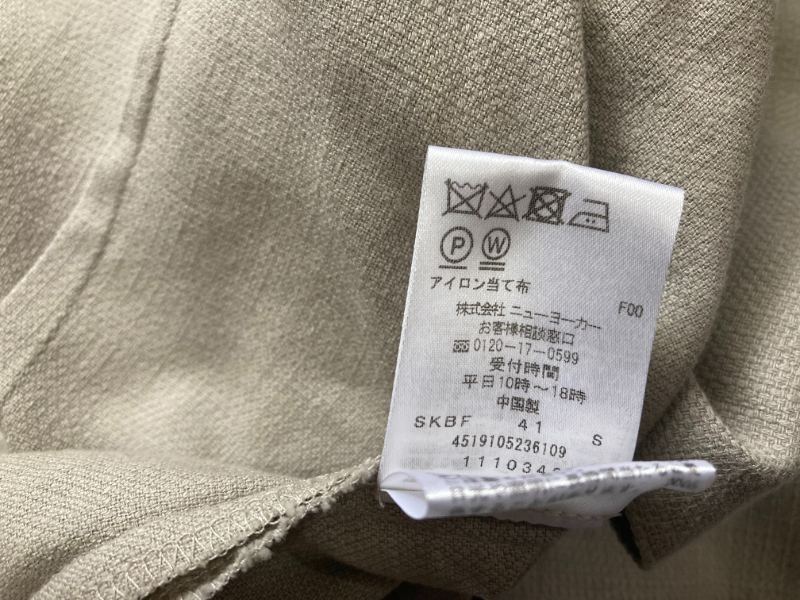 P W
アイロン当て布
株式会社 ニューヨーカー F00
お客様相談窓口
0120-17-0599
受付時間
平日10時～18時
中国製
SKBF 41 S
4519105236109